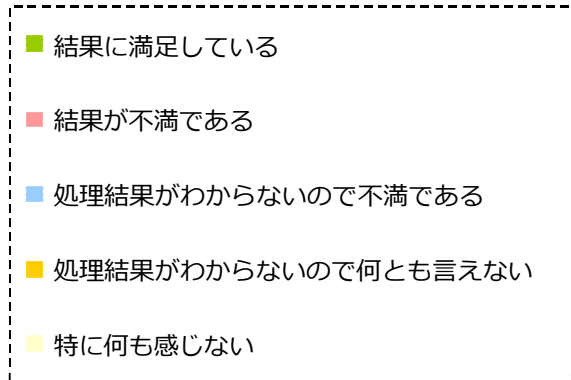 結果に満足している
結果が不満である
処理結果がわからないので不満である
処理結果がわからないので何とも言えない
特に何も感じない